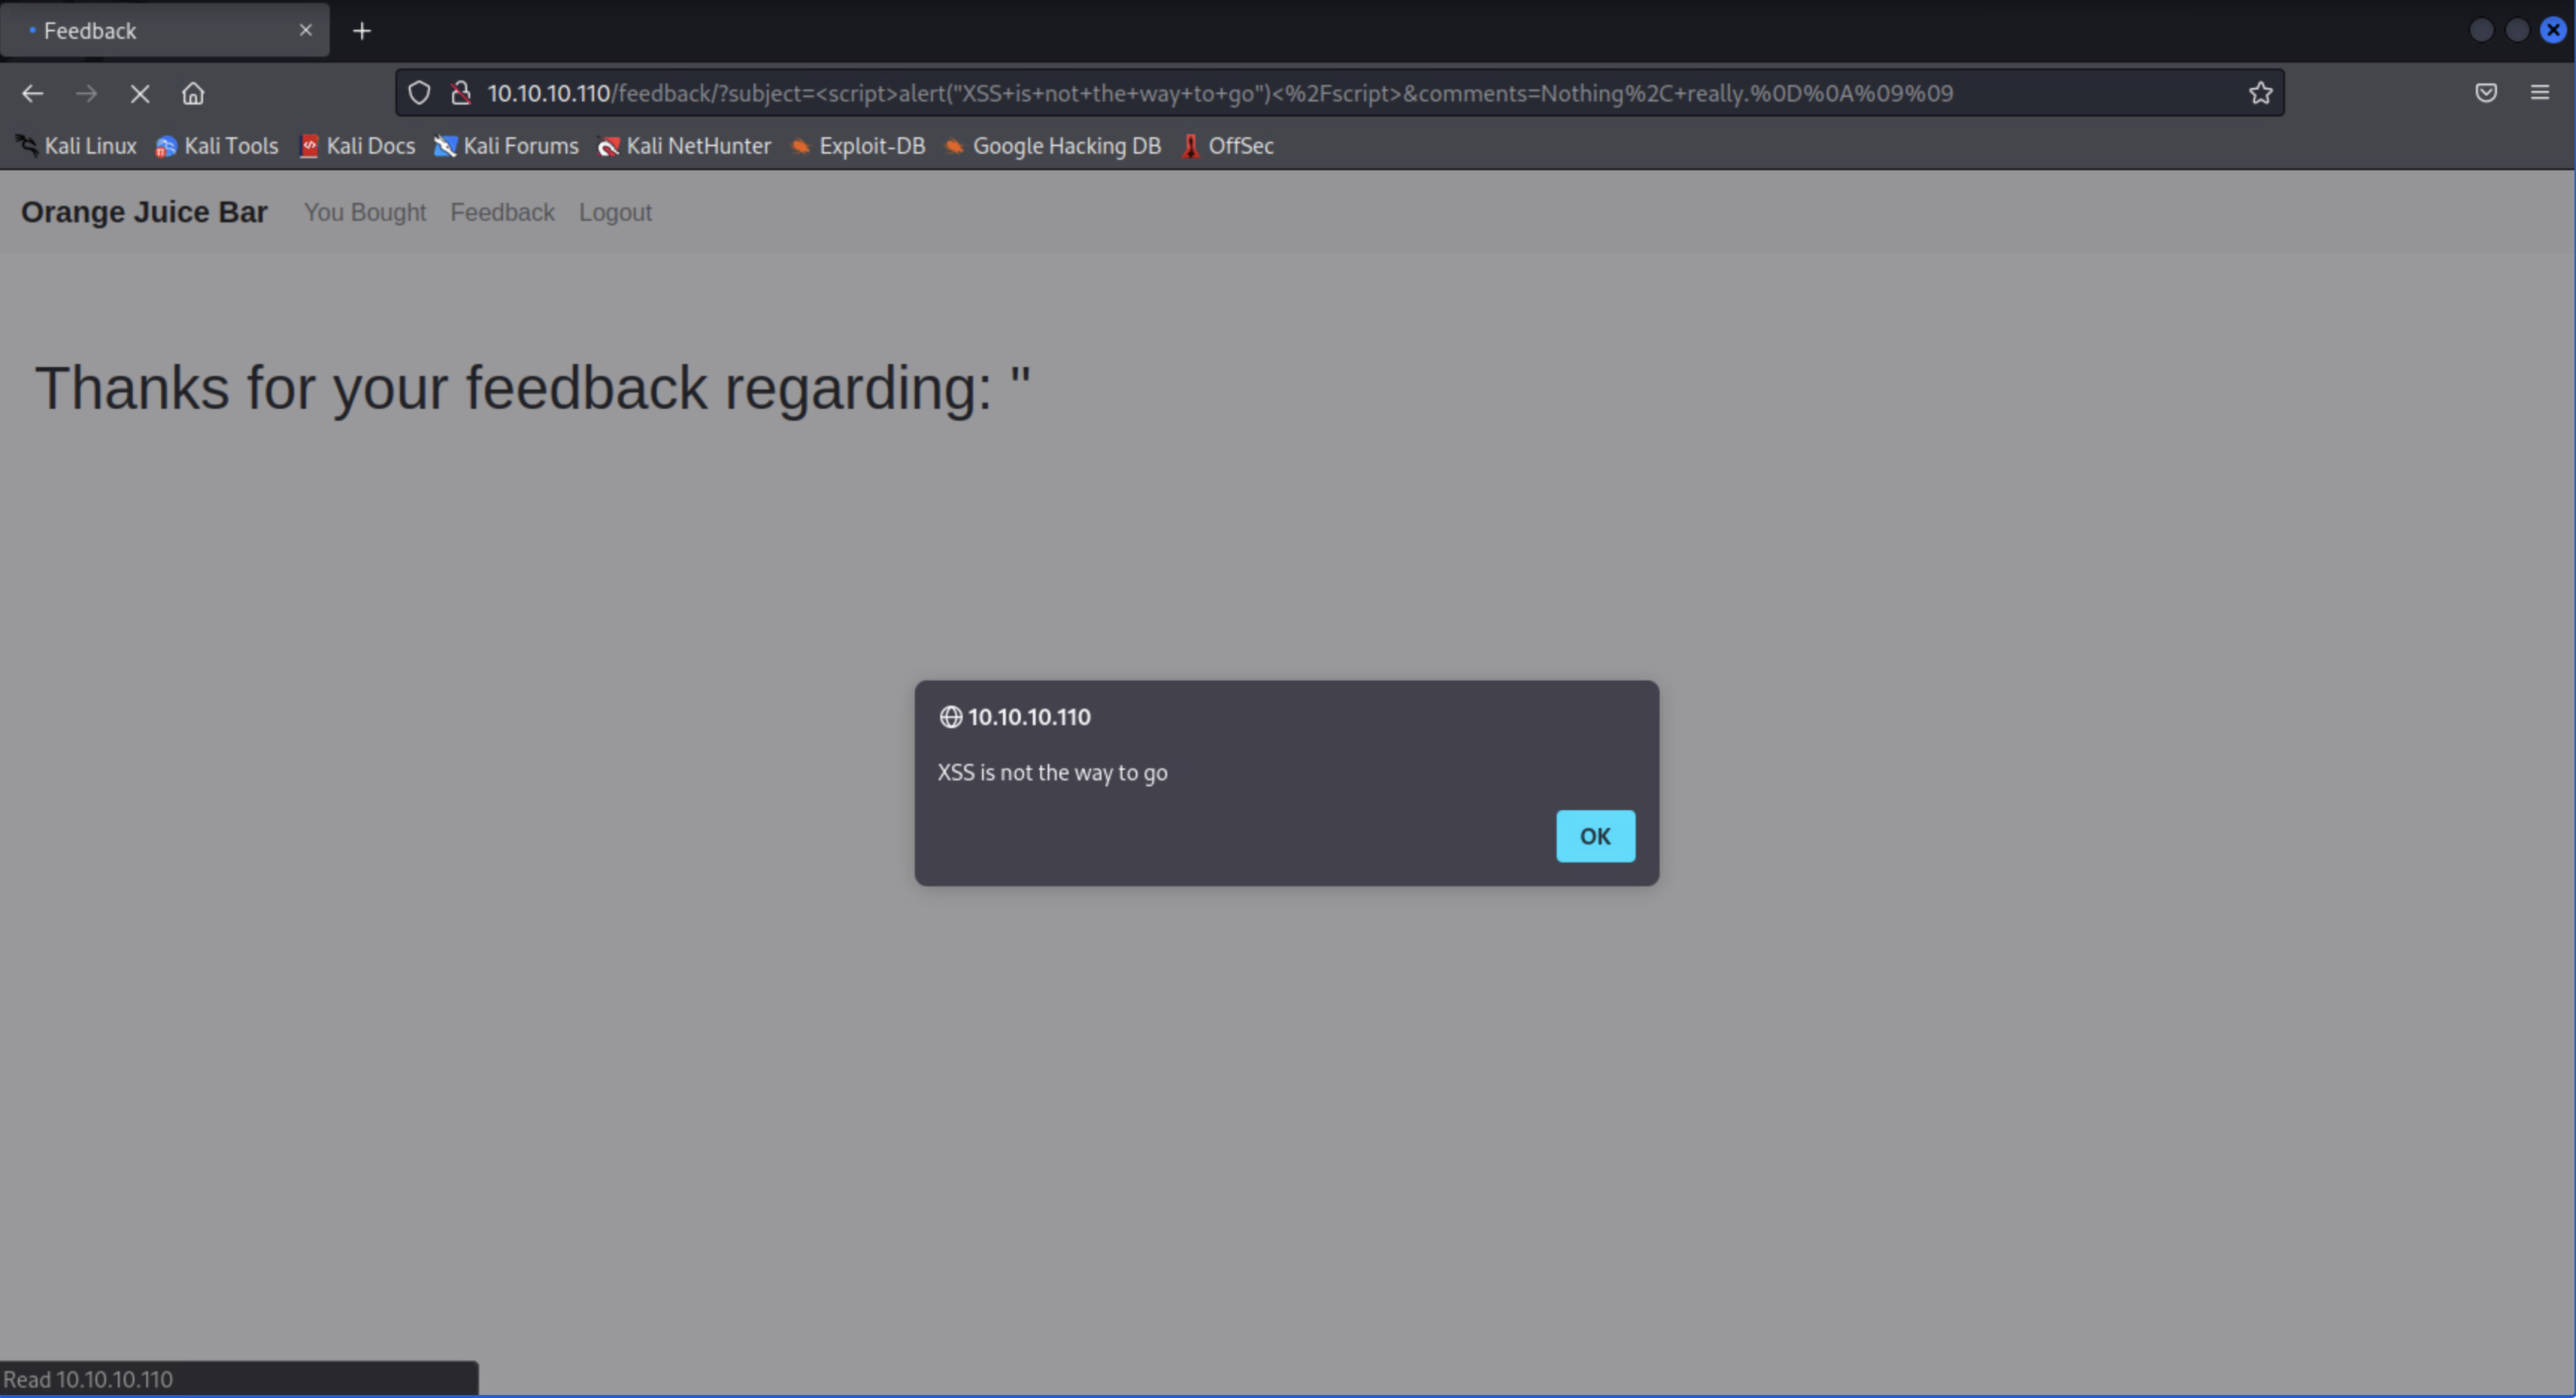 Feedback
10.10.10.110/feedback/?subject=<script>alert("XSS+is+not+the+way+to+go")<%2Fscript>&comments=Nothing%2C+really.%0D%0A%09%09
Kali Linux Kali Tools Kali Docs Kali Forums Kali NetHunter Exploit-DB Google Hacking DB OffSec
Orange Juice Bar You Bought Feedback Logout
Thanks for your feedback regarding: "
10.10.10.110
XSS is not the way to go
OK
Read 10.10.10.110